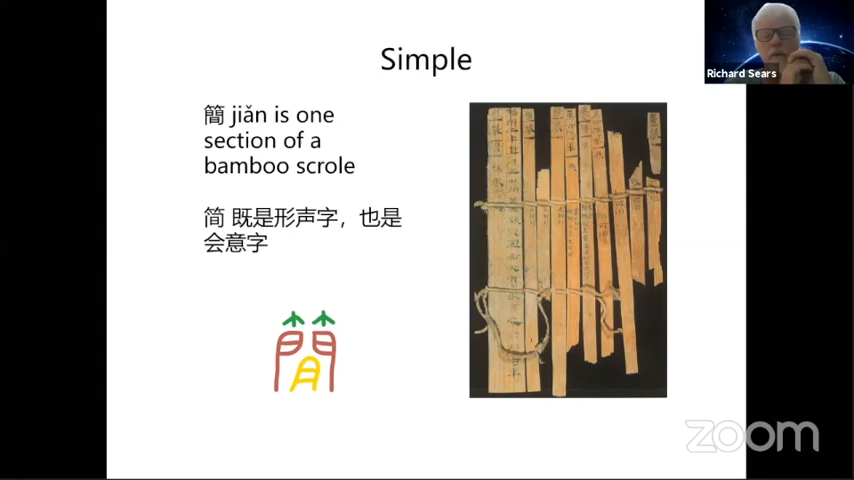 Simple
簡 jiǎn is one
section of a
bamboo scrole
简 既是形声字，也是
会意字
Richard Sears
zoom